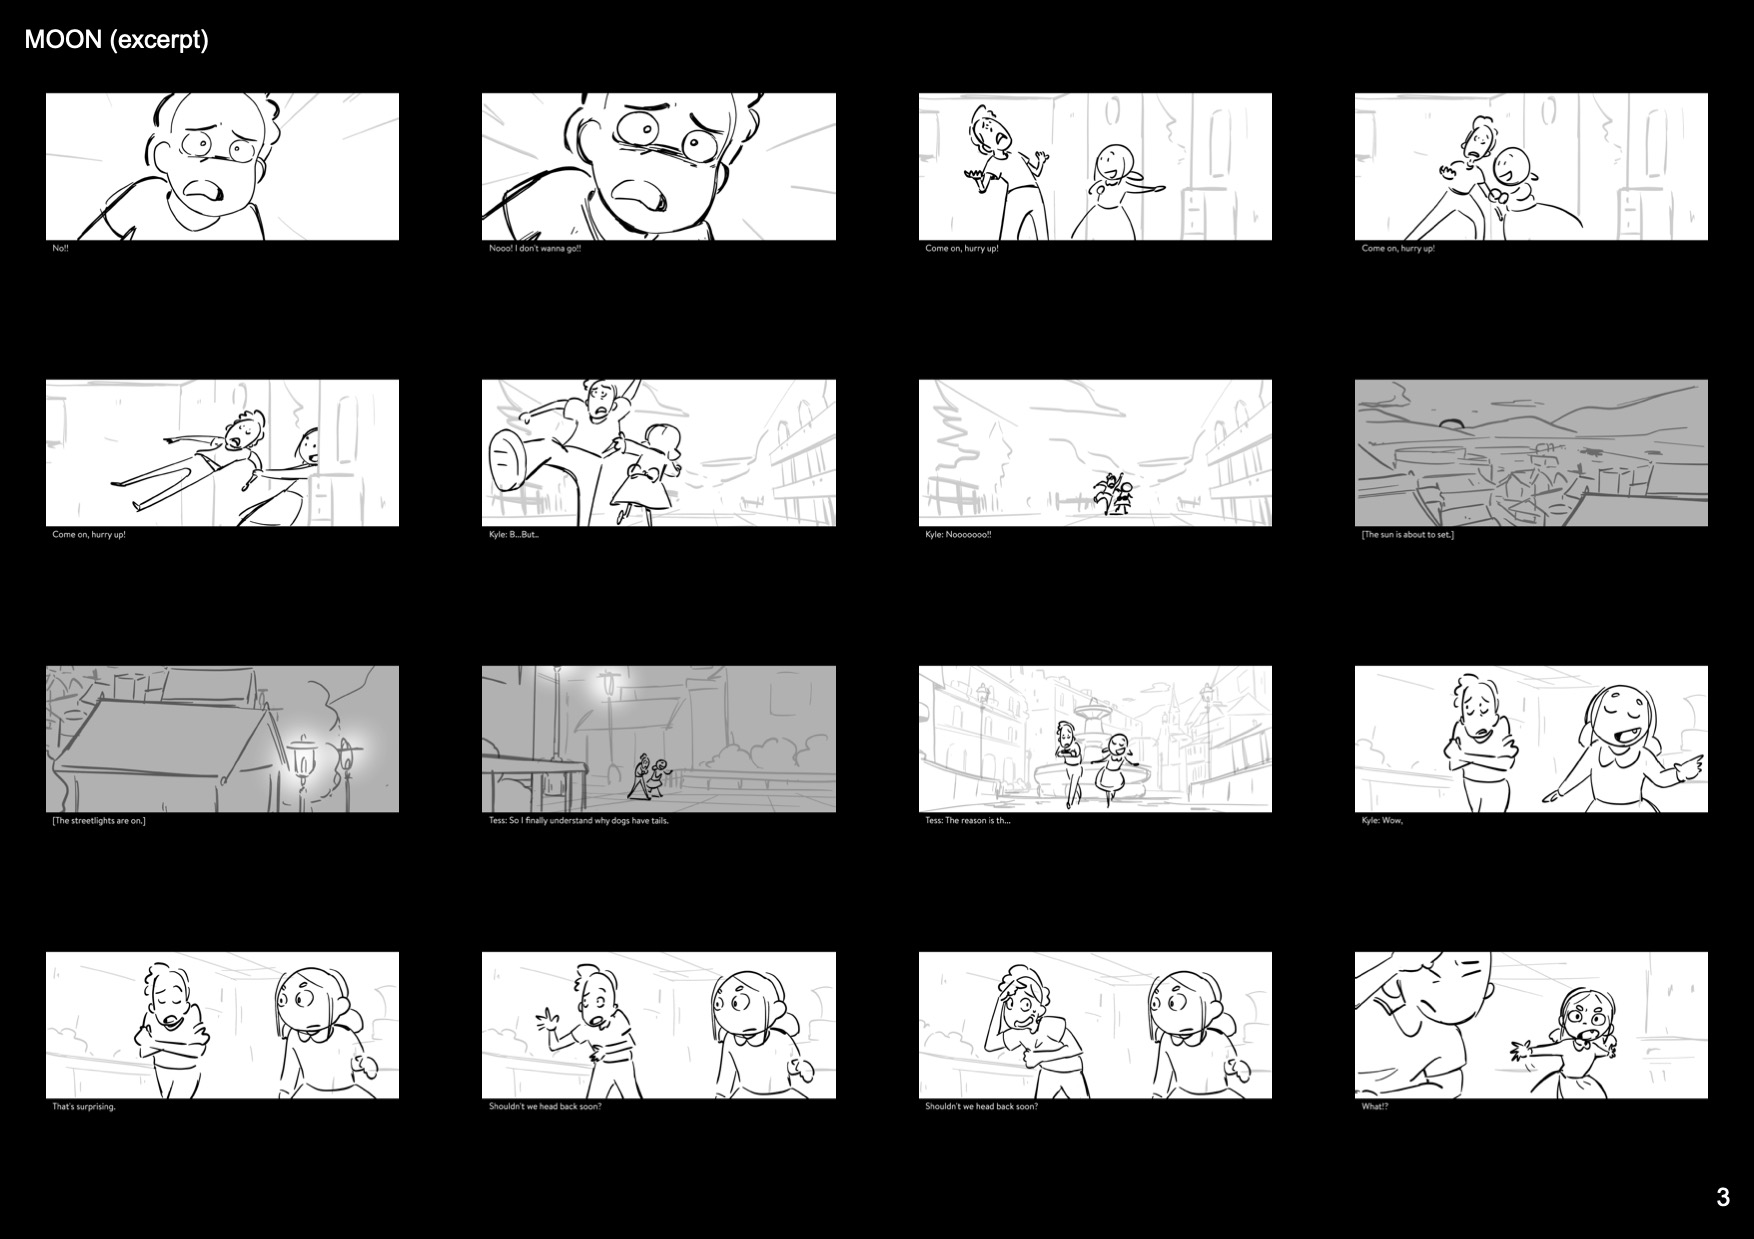 MOON (excerpt)
No!!
Nooo! I don't wanna go!!
Come on, hurry up!
Come on, hurry up!
Come on, hurry up!
Kyle: B...But..
Kyle: Nooooooo!!
[The sun is about to set.]
[The streetlights are on.]
Tess: So I finally understand why dogs have tails.
Tess: The reason is th...
Kyle: Wow,
That's surprising.
Shouldn't we head back soon?
Shouldn't we head back soon?
What!?
3